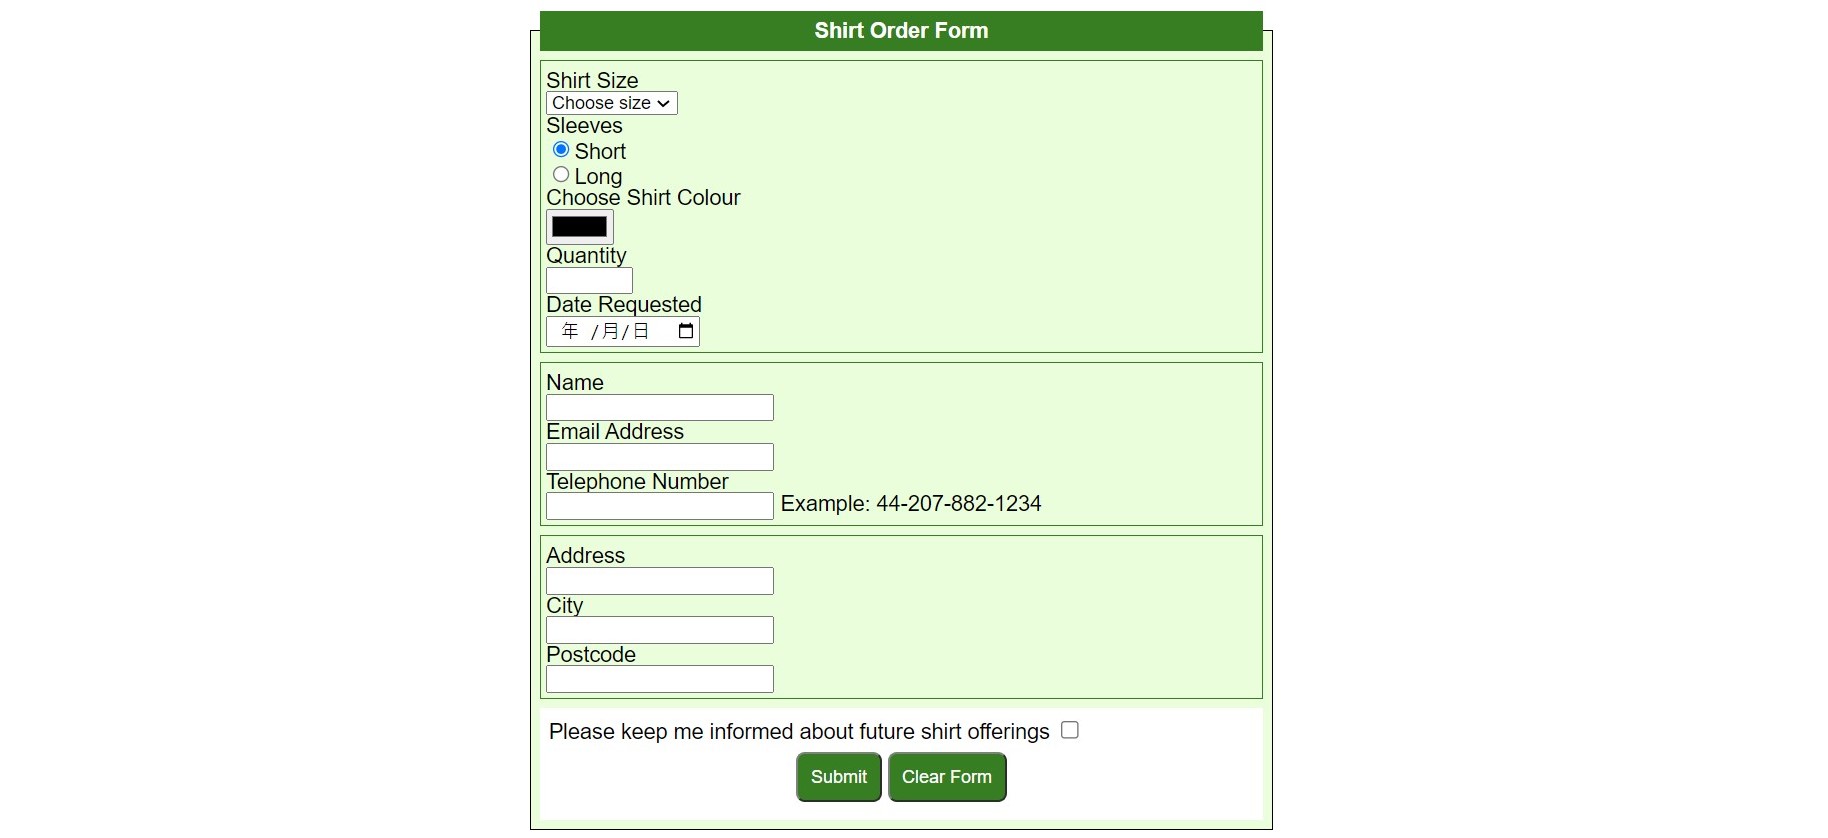 Shirt Order Form
Shirt Size
Choose size
Sleeves
Short
Long
Choose Shirt Colour
Quantity
Date Requested
年 /月/日
Name
Email Address
Telephone Number
Example: 44-207-882-1234
Address
City
Postcode
Please keep me informed about future shirt offerings
Submit Clear Form